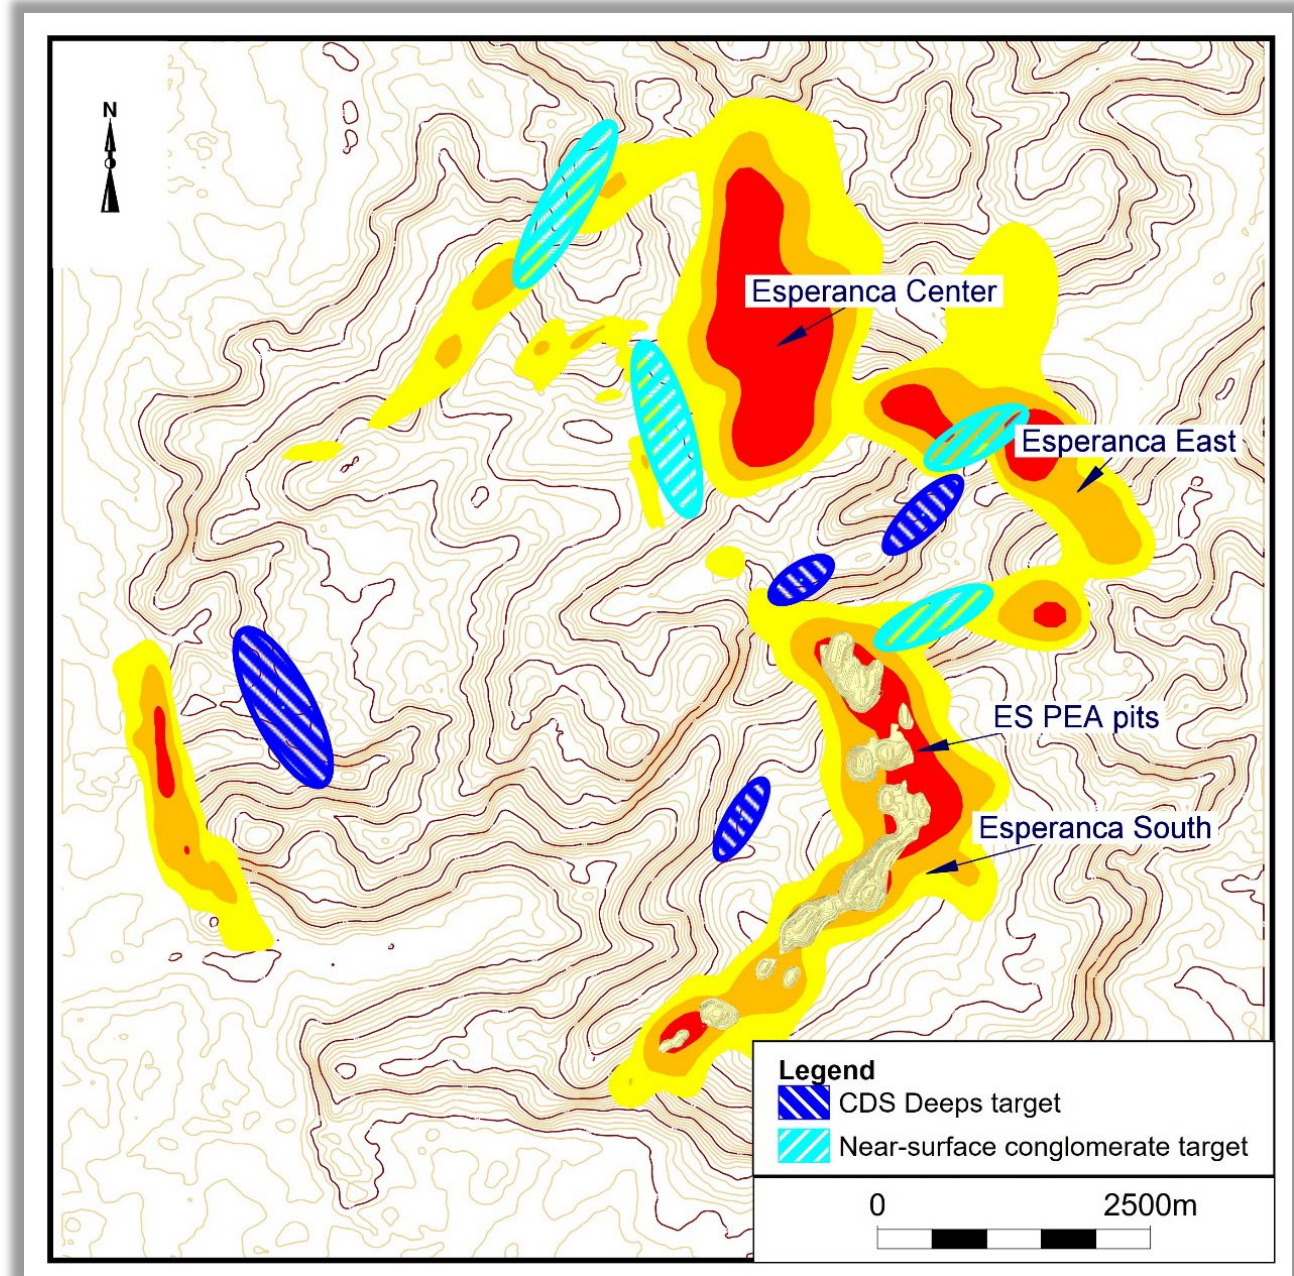 N
Esperanca Center
Esperanca East
ES PEA pits
Esperanca South
Legend
CDS Deeps target
Near-surface conglomerate target
0 2500m